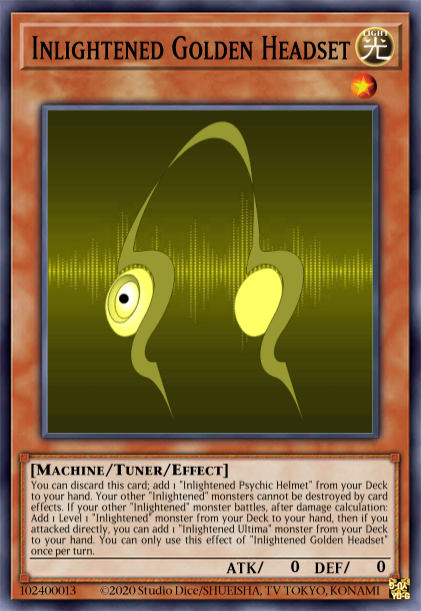 Inlightened Golden Headset
LIGHT
光
[Machine/Tuner/Effect]
You can discard this card; add 1 "Inlightened Psychic Helmet" from your Deck
to your hand. Your other "Inlightened" monsters cannot be destroyed by card
effects. If your other "Inlightened" monster battles, after damage calculation:
Add 1 Level 1 "Inlightened" monster from your Deck to your hand, then if you
attacked directly, you can add 1 "Inlightened Ultima" monster from your Deck
to your hand. You can only use this effect of "Inlightened Golden Headset"
once per turn.
ATK/ 0 DEF/ 0
102400013 ©2020 Studio Dice/SHUEISHA, TV TOKYO, KONAMI